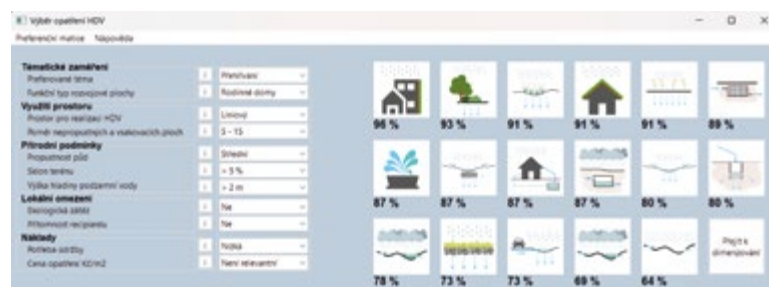 Výběr opatření HDV
Preferenční matice Nápověda
Tématické zaměření
Preferované téma i Přehřívání
Funkční typ rozvojové plochy i Rodinné domy
Využití prostoru
Prostor pro realizaci HDV i Liniový
Poměr nepropustných a vsakovacích ploch i 5 - 15
Přírodní podmínky
Propustnost půd i Střední
Sklon terénu i > 5 %
Výška hladiny podzemní vody i > 2 m
Lokální omezení
Ekologická zátěž i Ne
Přítomnost recipientu i Ne
Náklady
Potřeba údržby i Nízká
Cena opatření Kč/m2 i Není relevantní
96 % 93 % 91 % 91 % 91 % 89 %
87 % 87 % 87 % 87 % 80 % 80 %
78 % 73 % 73 % 69 % 64 %
Přejít k
dimenzování